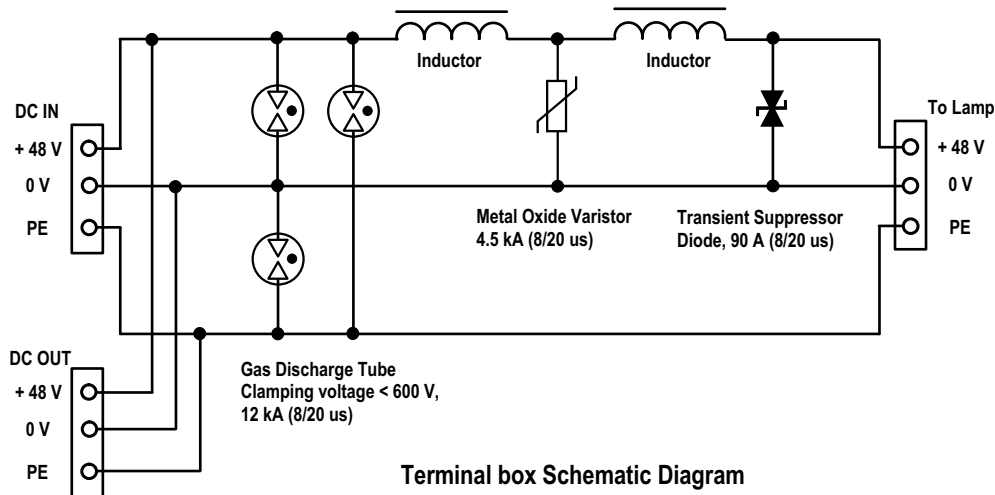 Inductor
Inductor
DC IN
To Lamp
+ 48 V
+ 48 V
0 V
0 V
PE
PE
Metal Oxide Varistor
4.5 kA (8/20 us)
Transient Suppressor
Diode, 90 A (8/20 us)
DC OUT
+ 48 V
0 V
PE
Gas Discharge Tube
Clamping voltage < 600 V,
12 kA (8/20 us)
Terminal box Schematic Diagram